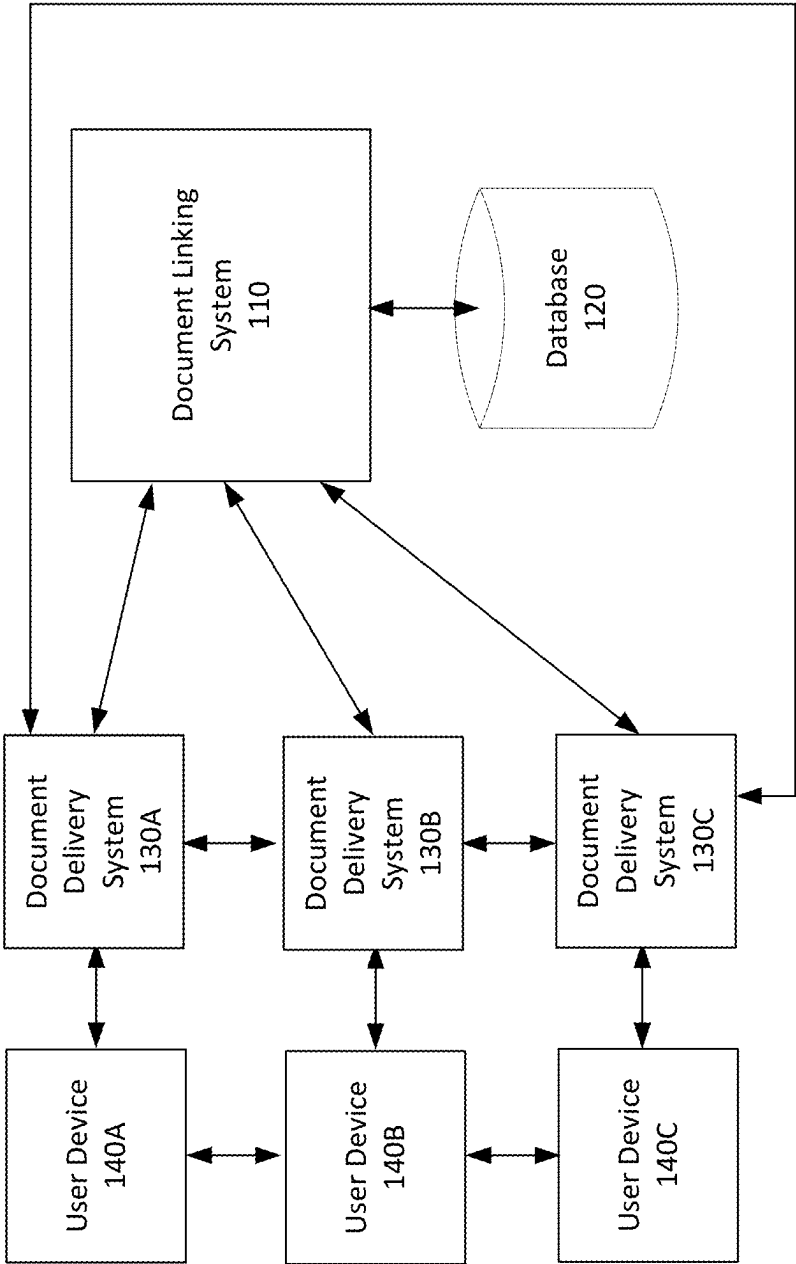 User Device
140A
User Device
140B
User Device
140C
Document
Delivery
System
130A
Document
Delivery
System
130B
Document
Delivery
System
130C
Document Linking
System
110
Database
120